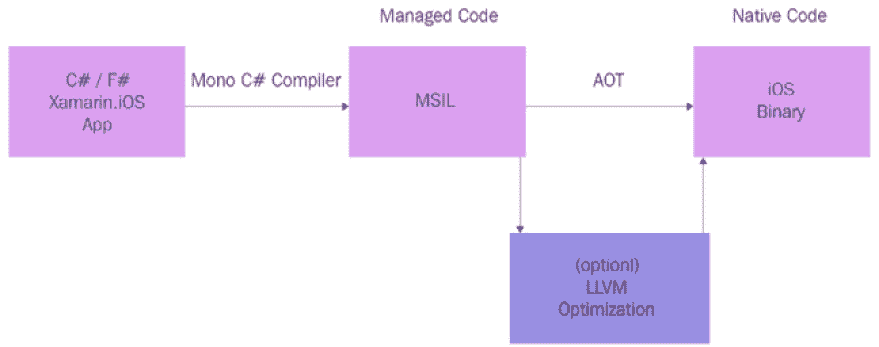 Managed Code
Native Code
C# / F#
Xamarin.iOS
App
Mono C# Compiler
MSIL
AOT
iOS
Binary
(optionl)
LLVM
Optimization